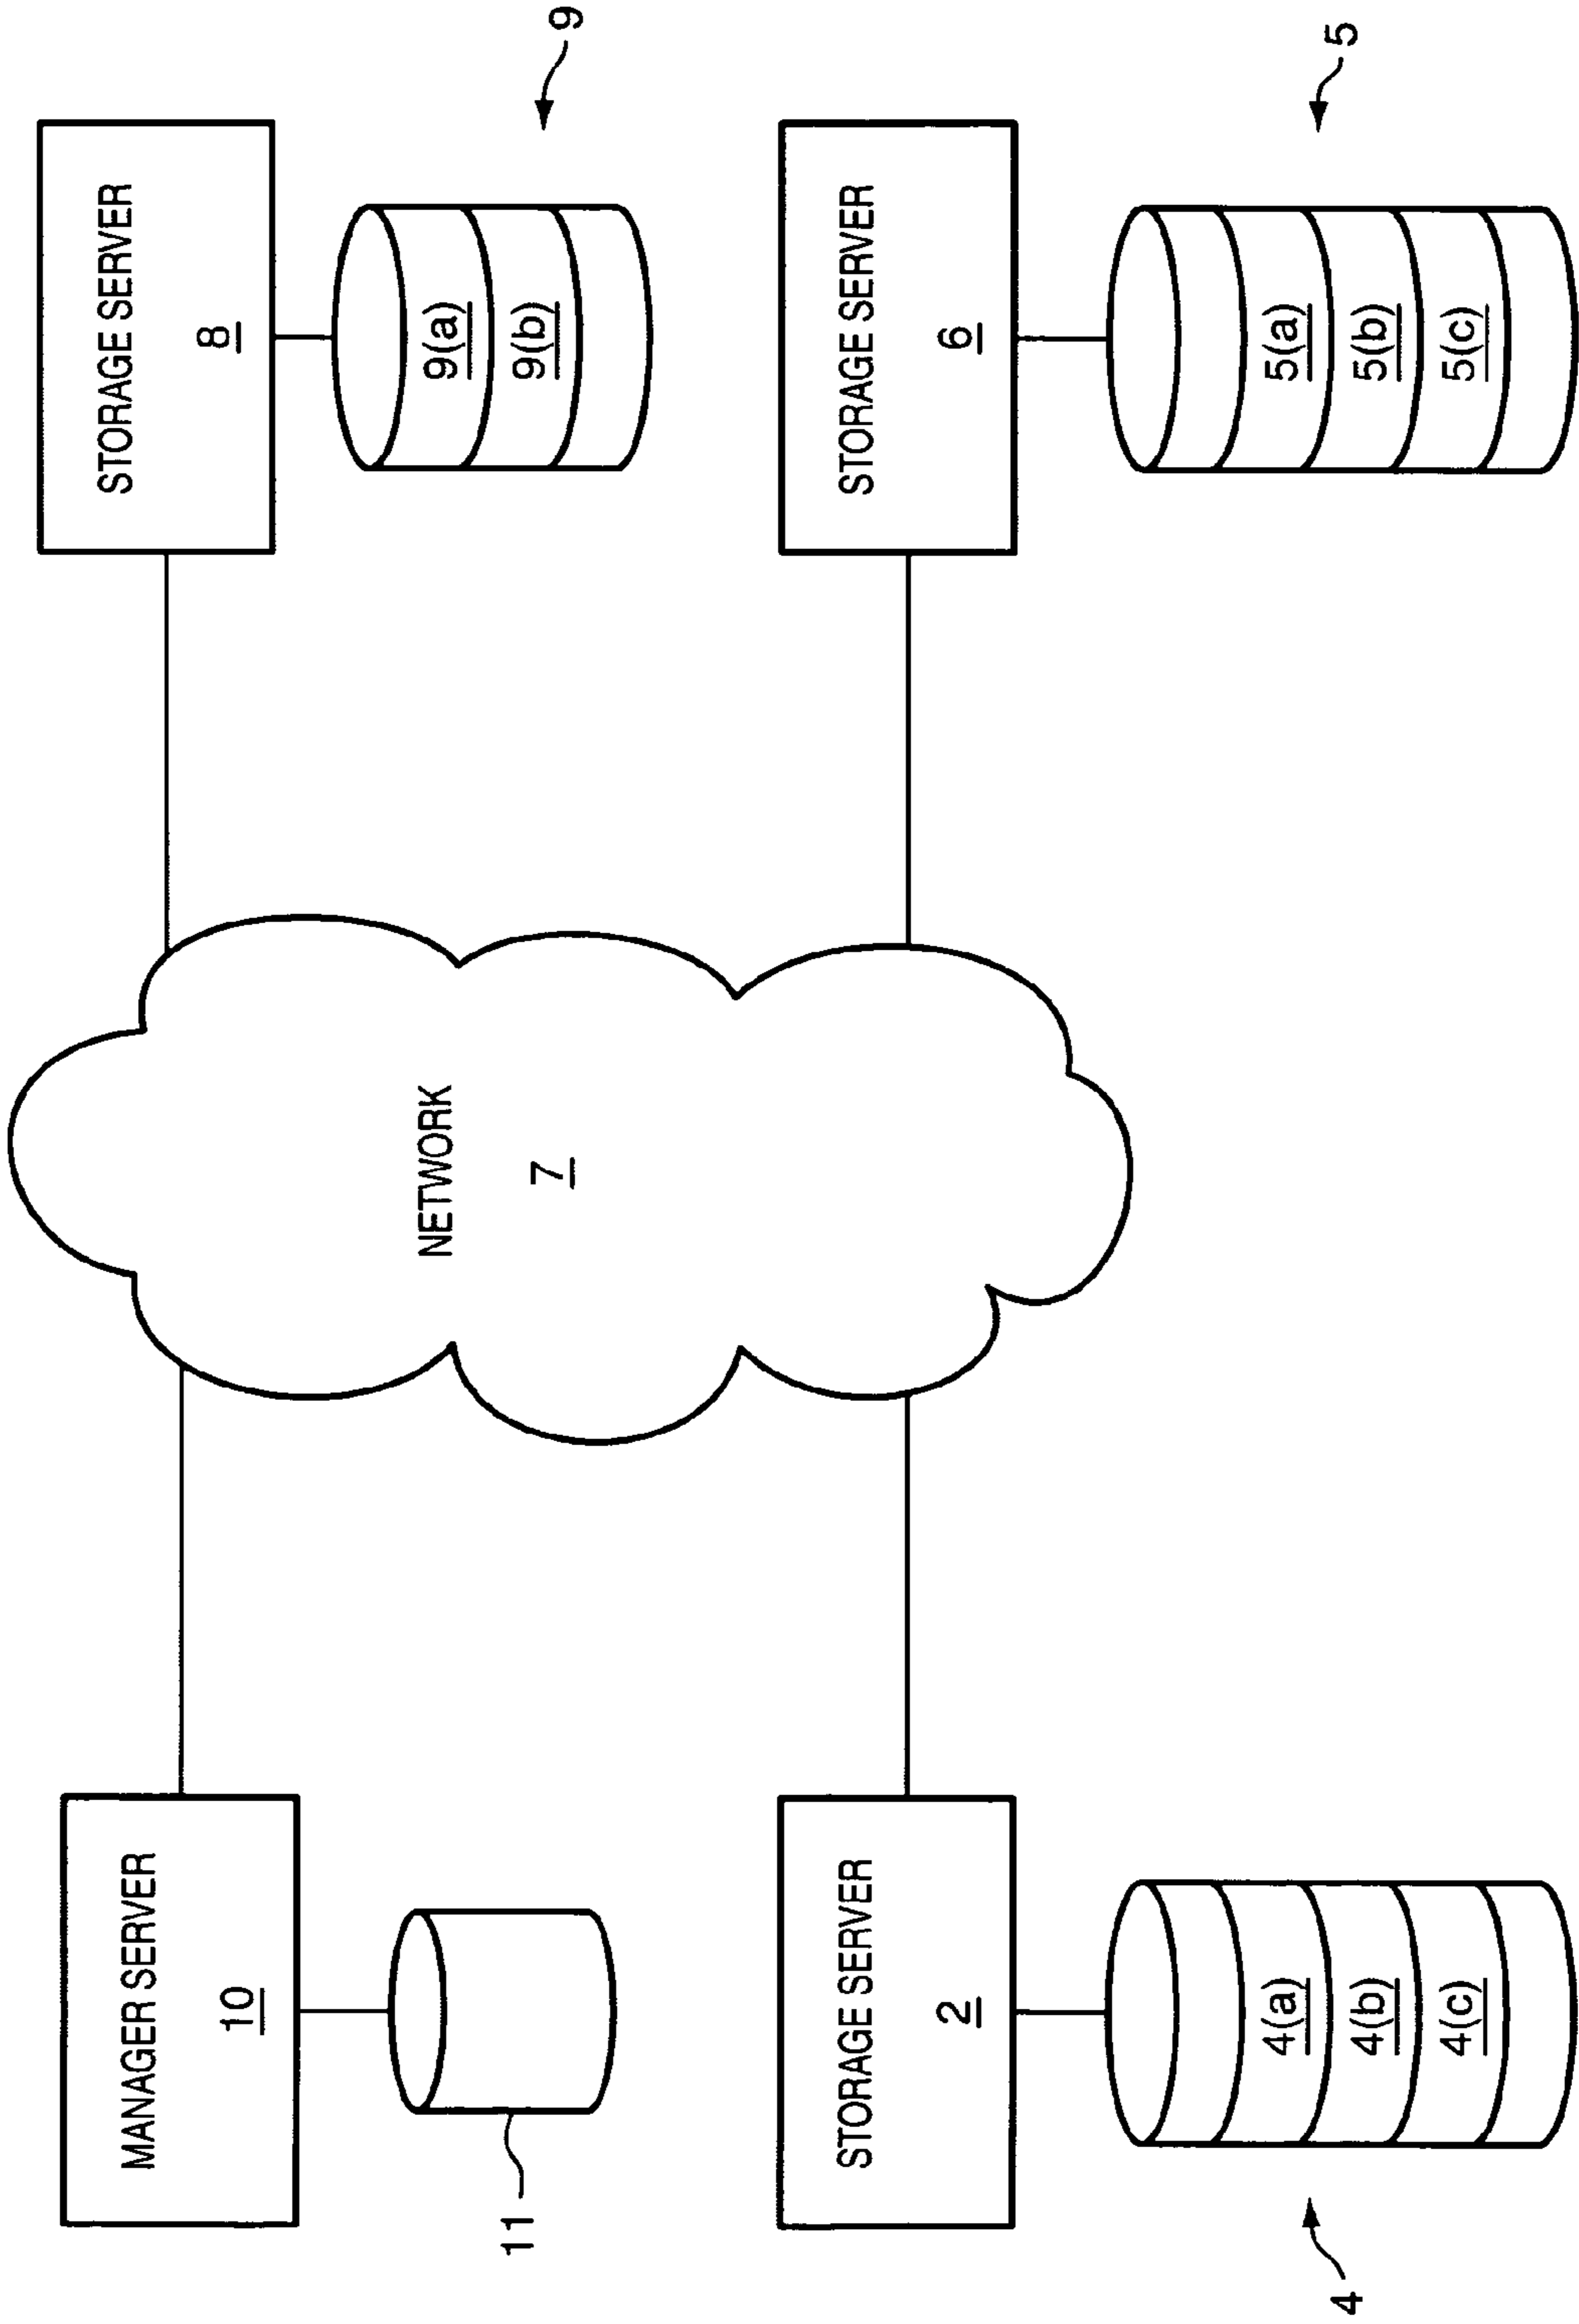 MANAGER SERVER
10
11
NETWORK
7
STORAGE SERVER
8
9(a)
9(b)
9
STORAGE SERVER
2
4(a)
4(b)
4(c)
4
STORAGE SERVER
6
5(a)
5(b)
5(c)
5